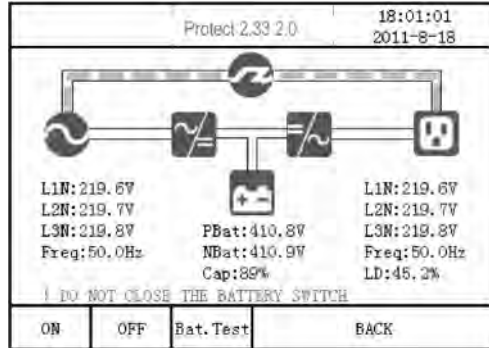 Protect 2.33 2.0
18:01:01
2011-8-18
L1N:219.6V
L2N:219.7V
L3N:219.8V
Freq:50.0Hz
PBat:410.8V
NBat:410.9V
Cap:89%
L1N:219.6V
L2N:219.7V
L3N:219.8V
Freq:50.0Hz
LD:45.2%
! DO NOT CLOSE THE BATTERY SWITCH
ON OFF Bat.Test BACK